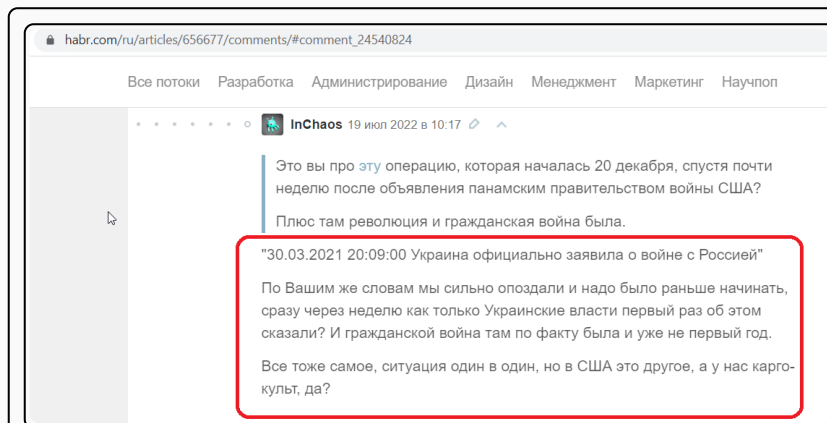 habr.com/ru/articles/656677/comments/#comment_24540824
Все потоки Разработка Администрирование Дизайн Менеджмент Маркетинг Научпоп
InChaos 19 июл 2022 в 10:17
Это вы про эту операцию, которая началась 20 декабря, спустя почти
неделю после объявления панамским правительством войны США?
Плюс там революция и гражданская война была.
"30.03.2021 20:09:00 Украина официально заявила о войне с Россией"
По Вашим же словам мы сильно опоздали и надо было раньше начинать,
сразу через неделю как только Украинские власти первый раз об этом
сказали? И гражданской война там по факту была и уже не первый год.
Все тоже самое, ситуация один в один, но в США это другое, а у нас карго-
культ, да?